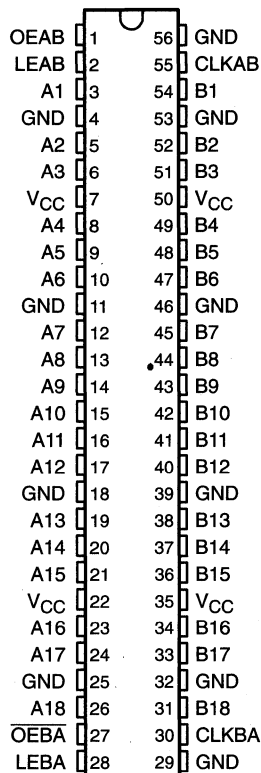 OEAB 1 56 GND
LEAB 2 55 CLKAB
A1 3 54 B1
GND 4 53 GND
A2 5 52 B2
A3 6 51 B3
VCC 7 50 VCC
A4 8 49 B4
A5 9 48 B5
A6 10 47 B6
GND 11 46 GND
A7 12 45 B7
A8 13 44 B8
A9 14 43 B9
A10 15 42 B10
A11 16 41 B11
A12 17 40 B12
GND 18 39 GND
A13 19 38 B13
A14 20 37 B14
A15 21 36 B15
VCC 22 35 VCC
A16 23 34 B16
A17 24 33 B17
GND 25 32 GND
A18 26 31 B18
O̅E̅B̅A̅ 27 30 CLKBA
LEBA 28 29 GND